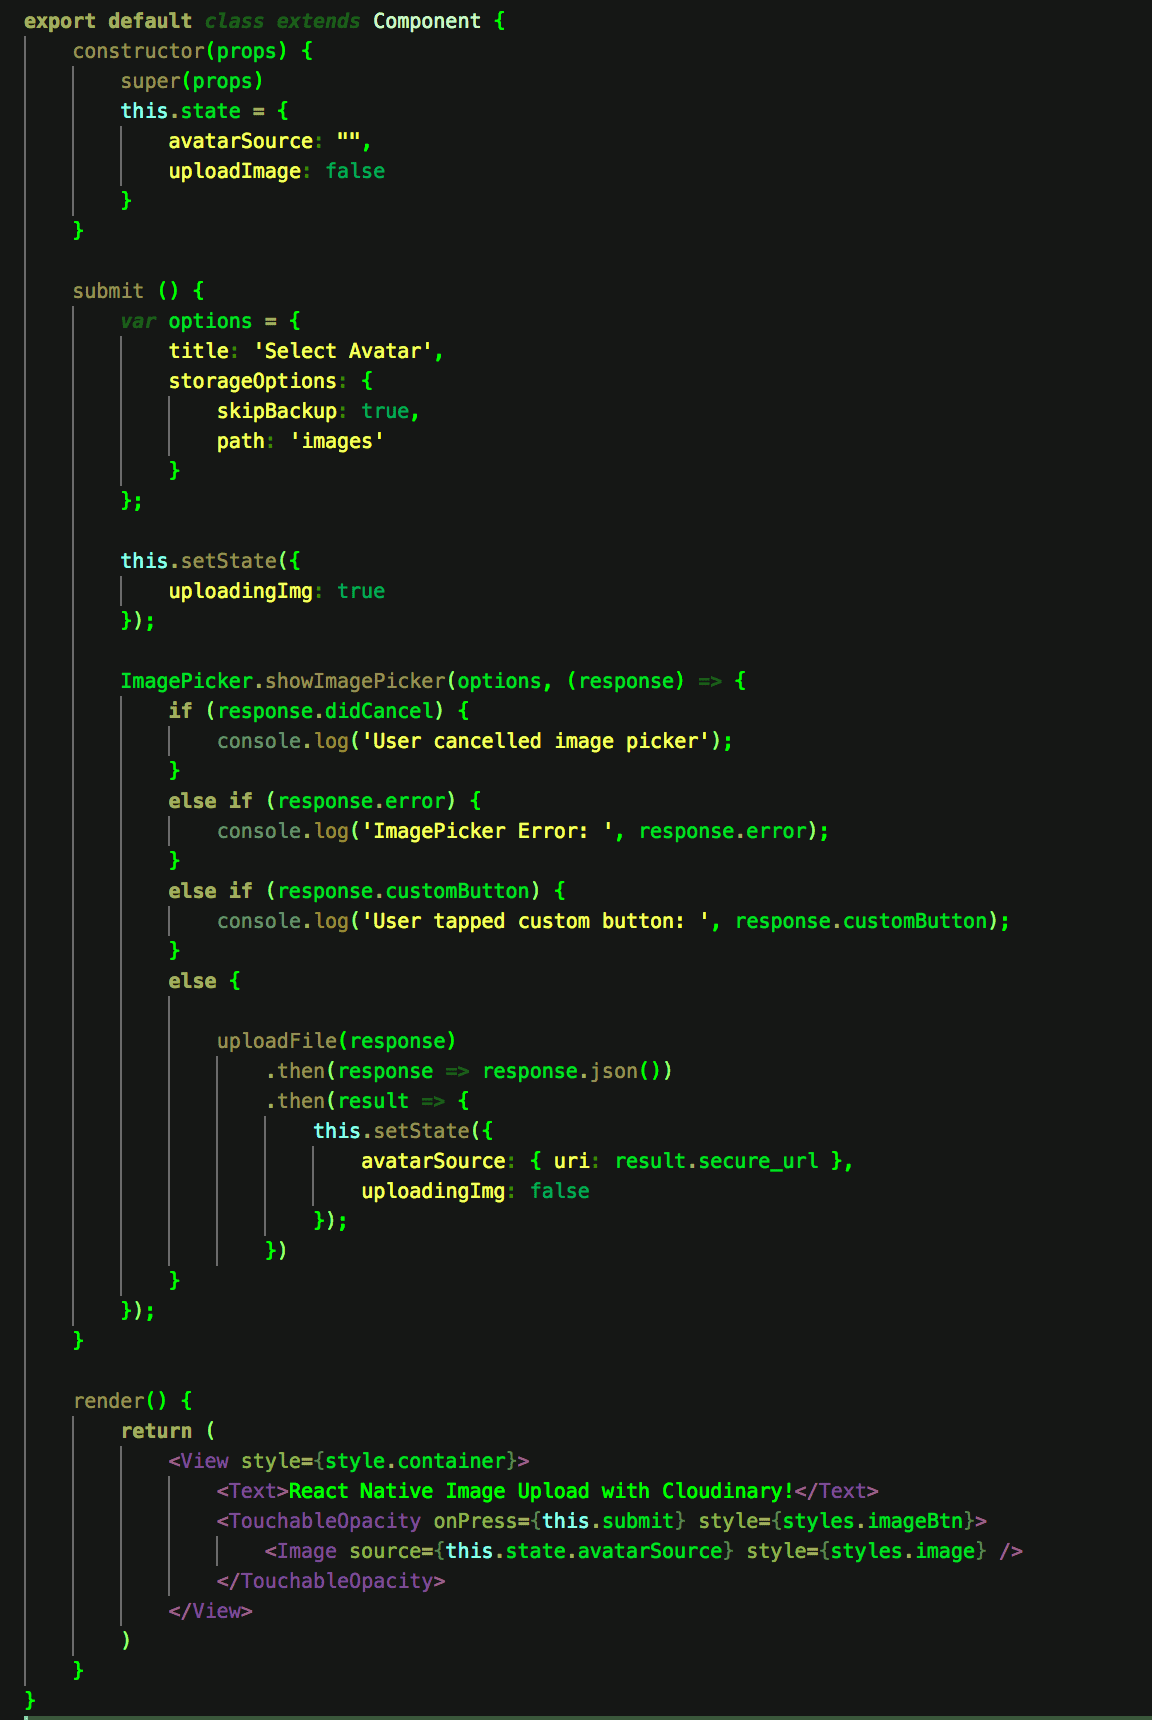 export default class extends Component {
constructor(props) {
super(props)
this.state = {
avatarSource: "",
uploadImage: false
}
}
submit () {
var options = {
title: 'Select Avatar',
storageOptions: {
skipBackup: true,
path: 'images'
}
};
this.setState({
uploadingImg: true
});
ImagePicker.showImagePicker(options, (response) => {
if (response.didCancel) {
console.log('User cancelled image picker');
}
else if (response.error) {
console.log('ImagePicker Error: ', response.error);
}
else if (response.customButton) {
console.log('User tapped custom button: ', response.customButton);
}
else {
uploadFile(response)
.then(response => response.json())
.then(result => {
this.setState({
avatarSource: { uri: result.secure_url },
uploadingImg: false
});
})
}
});
}
render() {
return (
<View style={style.container}>
<Text>React Native Image Upload with Cloudinary!</Text>
<TouchableOpacity onPress={this.submit} style={styles.imageBtn}>
<Image source={this.state.avatarSource} style={styles.image} />
</TouchableOpacity>
</View>
)
}
}